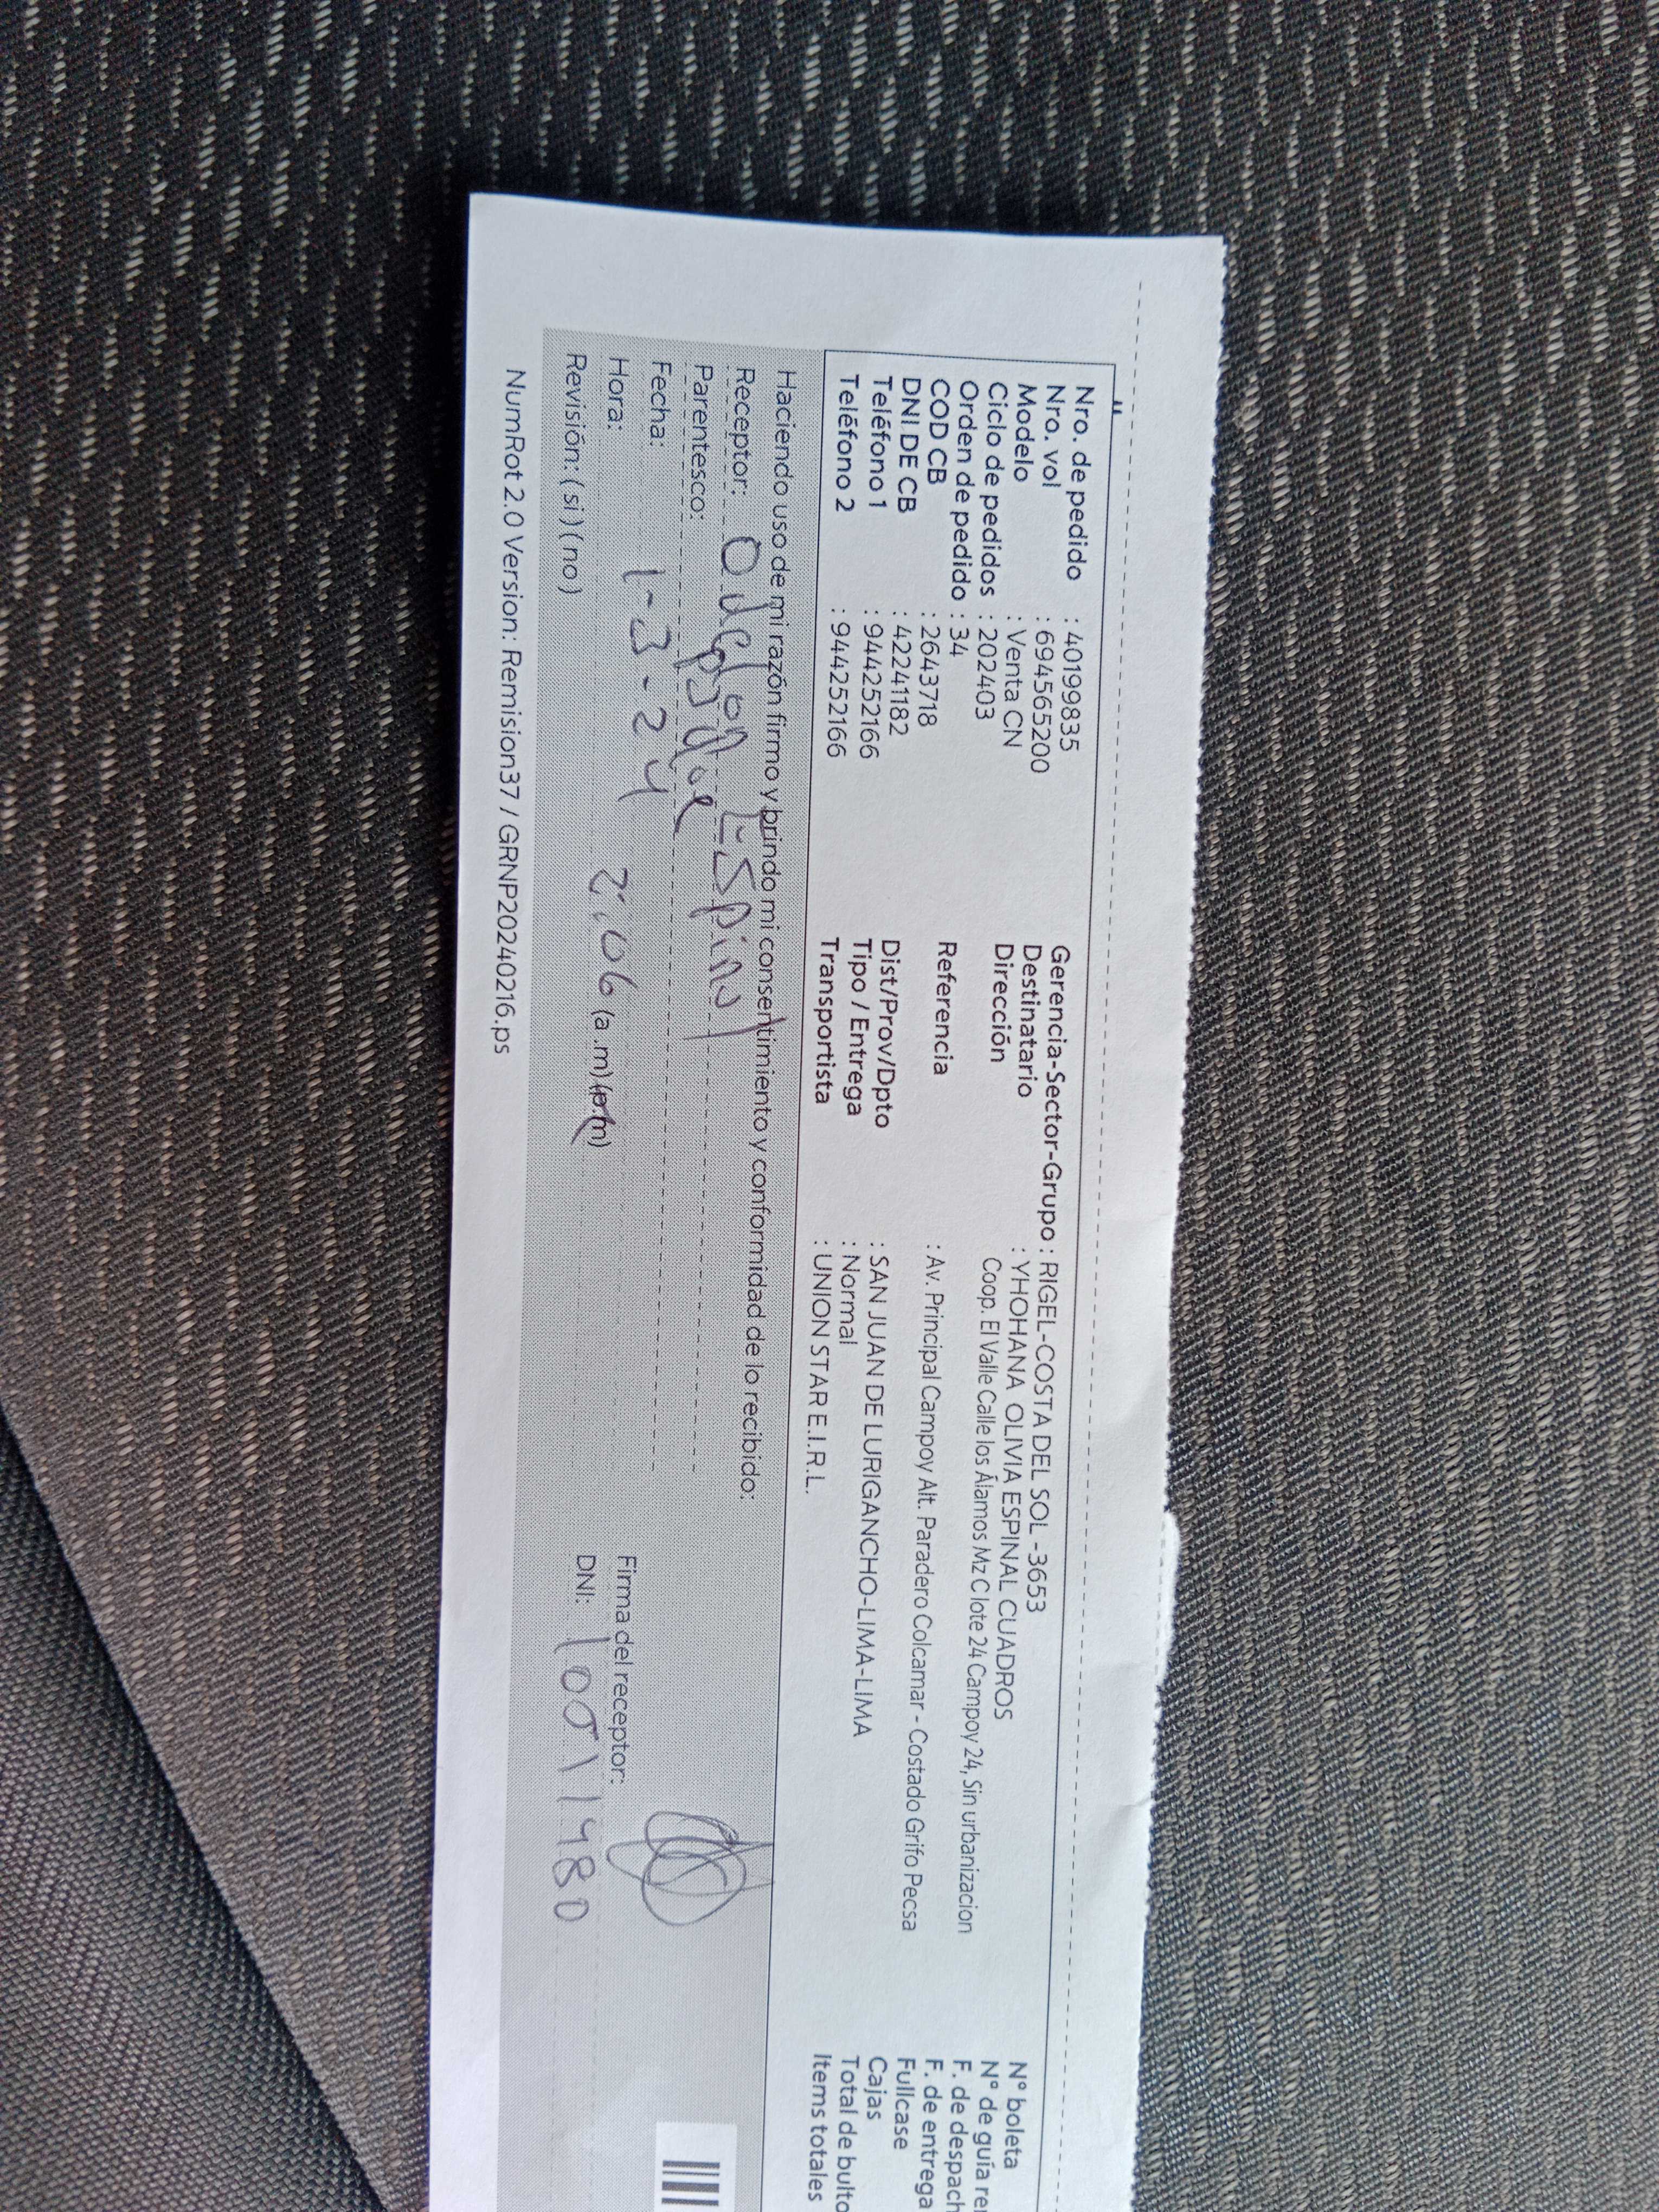 Nro. de pedido : 40199835
Nro. vol : 694565200
Modelo : Venta CN
Ciclo de pedidos : 202403
Orden de pedido : 34
COD CB : 2643718
DNI DE CB : 42241182
Teléfono 1 : 944252166
Teléfono 2 : 944252166
Gerencia-Sector-Grupo : RIGEL-COSTA DEL SOL -3653
Destinatario : YHOHANA OLIVIA ESPINAL CUADROS
Dirección Coop. El Valle Calle los Álamos Mz C lote 24 Campoy 24, Sin urbanizacion
Referencia : Av. Principal Campoy Alt. Paradero Colcamar - Costado Grifo Pecsa
Dist/Prov/Dpto : SAN JUAN DE LURIGANCHO-LIMA-LIMA
Tipo / Entrega : Normal
Transportista : UNION STAR E.I.R.L.
N° boleta
N° de guía
F. de
F. de entrega
Fullcase
Cajas
Total de
Items totales
Haciendo uso de mi razón firmo y brindo mi consentimiento y conformidad de lo recibido:
Receptor:
Parentesco:
Fecha: 1-3-24
Hora: 2:06 (a.m)(p.m)
Revisión: ( si ) ( no )
Firma del receptor:
DNI: 10011480
NumRot 2.0 Version: Remision37 / GRNP20240216.ps